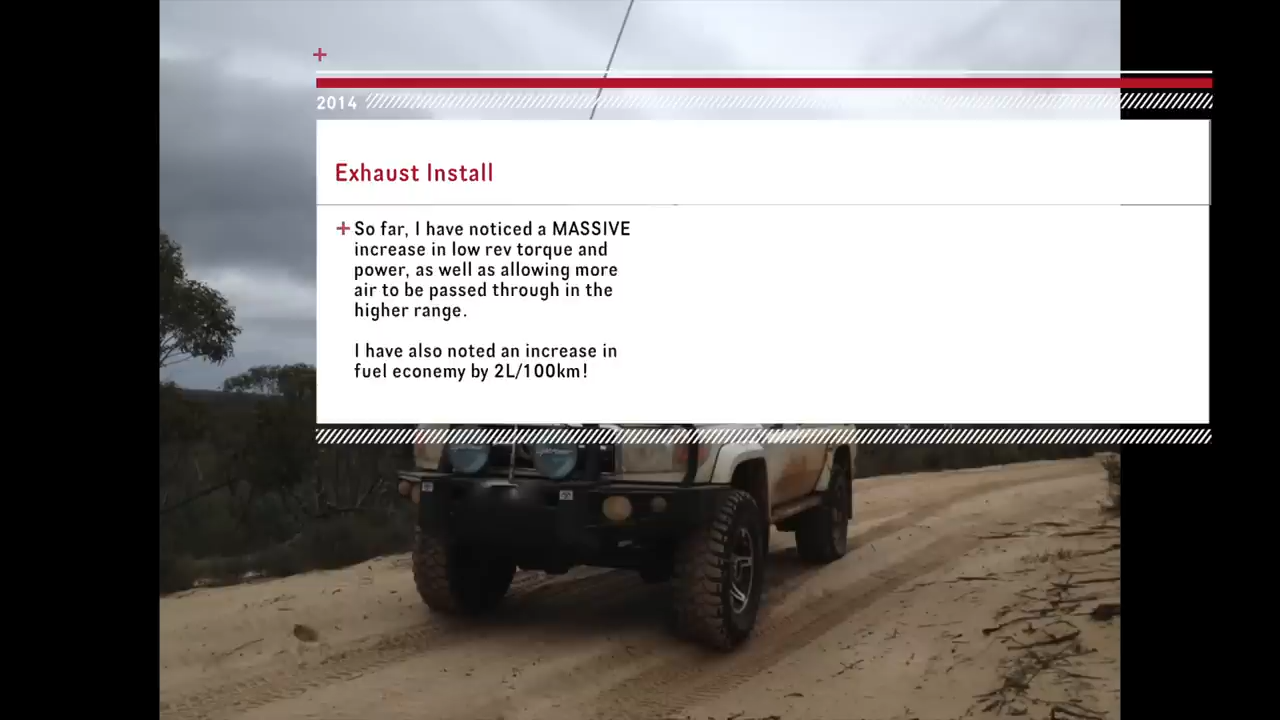 2014
Exhaust Install
+ So far, I have noticed a MASSIVE
increase in low rev torque and
power, as well as allowing more
air to be passed through in the
higher range.
I have also noted an increase in
fuel economy by 2L/100km!